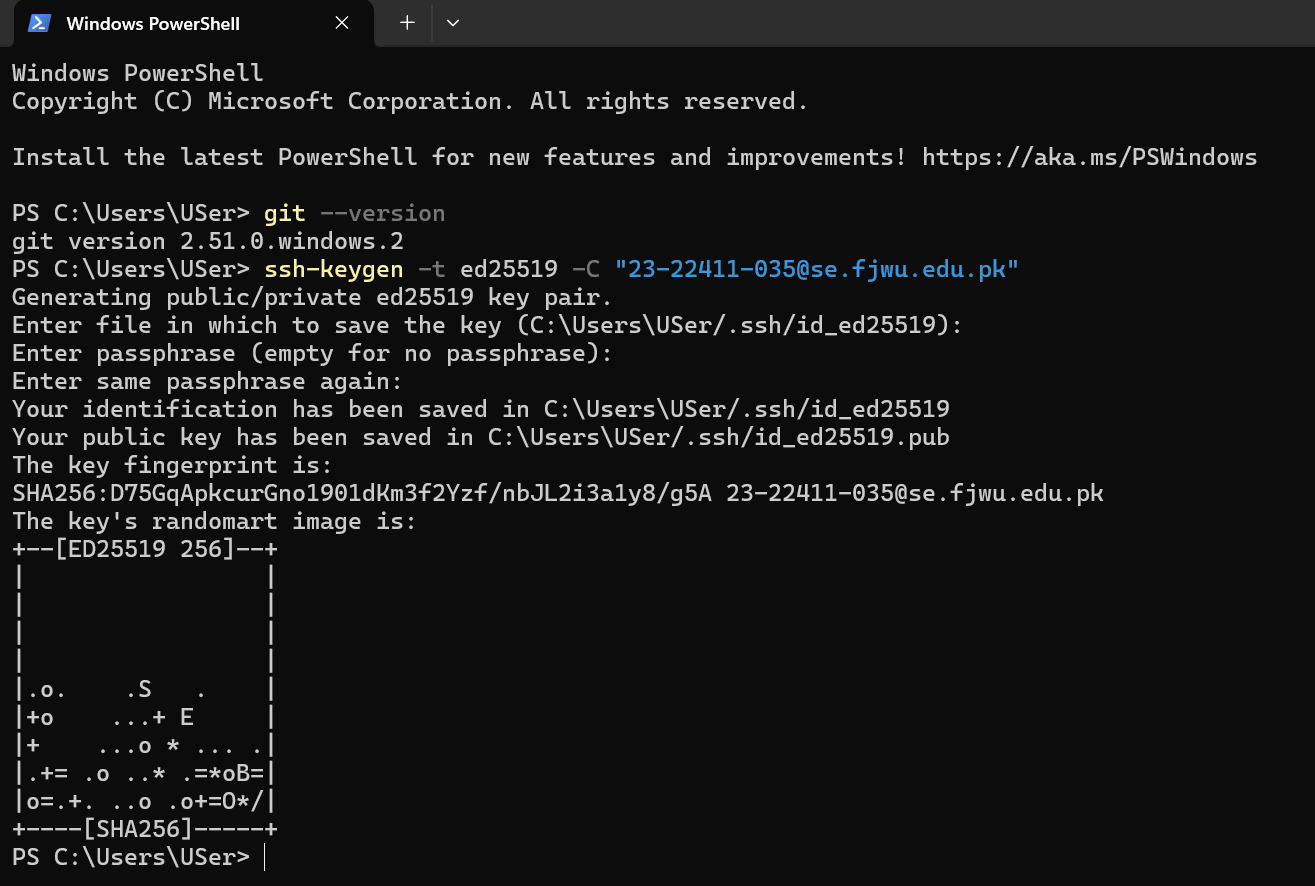 Windows PowerShell
Windows PowerShell
Copyright (C) Microsoft Corporation. All rights reserved.
Install the latest PowerShell for new features and improvements! https://aka.ms/PSWindows
PS C:\Users\USer> git --version
git version 2.51.0.windows.2
PS C:\Users\USer> ssh-keygen -t ed25519 -C "23-22411-035@se.fjwu.edu.pk"
Generating public/private ed25519 key pair.
Enter file in which to save the key (C:\Users\USer/.ssh/id_ed25519):
Enter passphrase (empty for no passphrase):
Enter same passphrase again:
Your identification has been saved in C:\Users\USer/.ssh/id_ed25519
Your public key has been saved in C:\Users\USer/.ssh/id_ed25519.pub
The key fingerprint is:
SHA256:D75GqApkcurGno1901dKm3f2Yzf/nbJL2i3a1y8/g5A 23-22411-035@se.fjwu.edu.pk
The key's randomart image is:
+--[ED25519 256]--+
|                 |
|                 |
|                 |
|                 |
|.o.    .S   .    |
|+o    ...+ E     |
|+    ...o * ... .|
|.+= .o ..* .=*oB=|
|o=.+. ..o .o+=O*/|
+----[SHA256]-----+
PS C:\Users\USer>